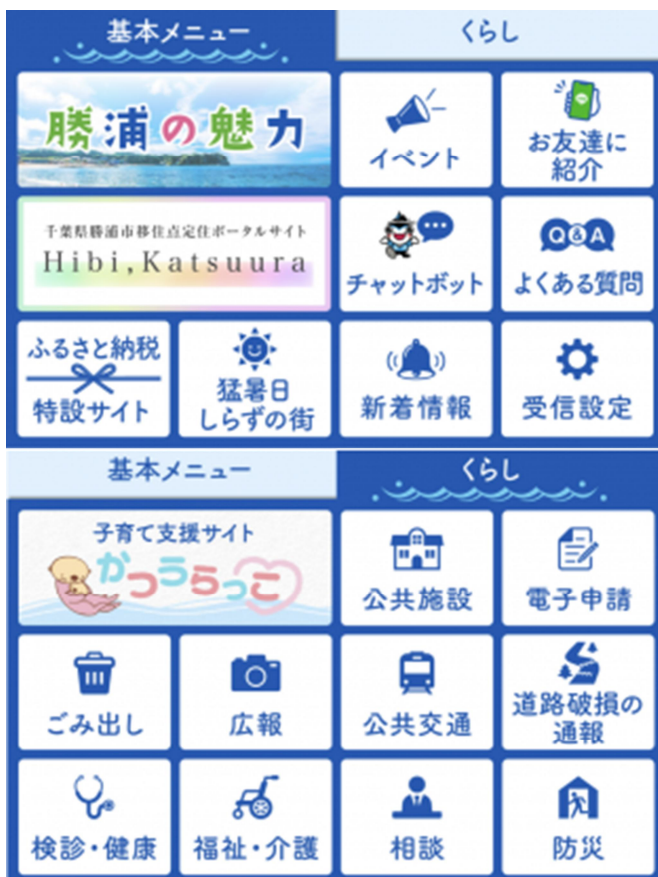 基本メニュー
くらし
勝浦の魅力
イベント
お友達に
紹介
千葉県勝浦市移住点定住ポータルサイト
Hibi,Katsuura
チャットボット
Q&A
よくある質問
ふるさと納税
特設サイト
猛暑日
しらずの街
新着情報
受信設定
基本メニュー
くらし
子育て支援サイト
かつうらっこ
公共施設
電子申請
ごみ出し
広報
公共交通
道路破損の
通報
検診・健康
福祉・介護
相談
防災